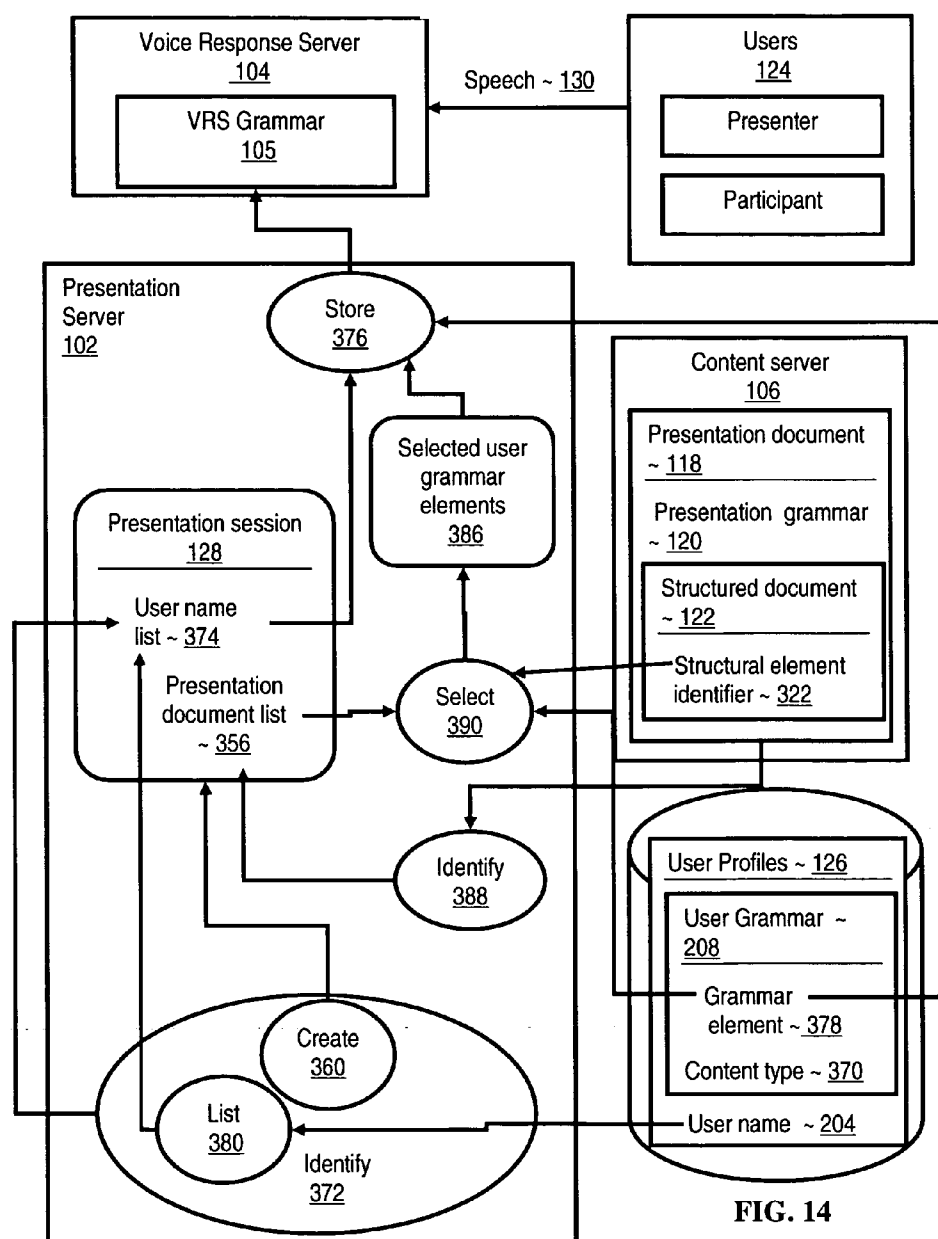 Voice Response Server
104
VRS Grammar
105
Speech ~ 130
Users
124
Presenter
Participant
Presentation
Server
102
Store
376
Content server
106
Presentation document
~ 118
Presentation grammar
~ 120
Structured document
~ 122
Structural element
identifier ~ 322
Selected user
grammar
elements
386
Presentation session
128
User name
list ~ 374
Presentation
document list
~ 356
Select
390
Identify
388
User Profiles ~ 126
User Grammar ~
208
Grammar
element ~ 378
Content type ~ 370
User name ~ 204
Create
360
List
380
Identify
372
FIG. 14